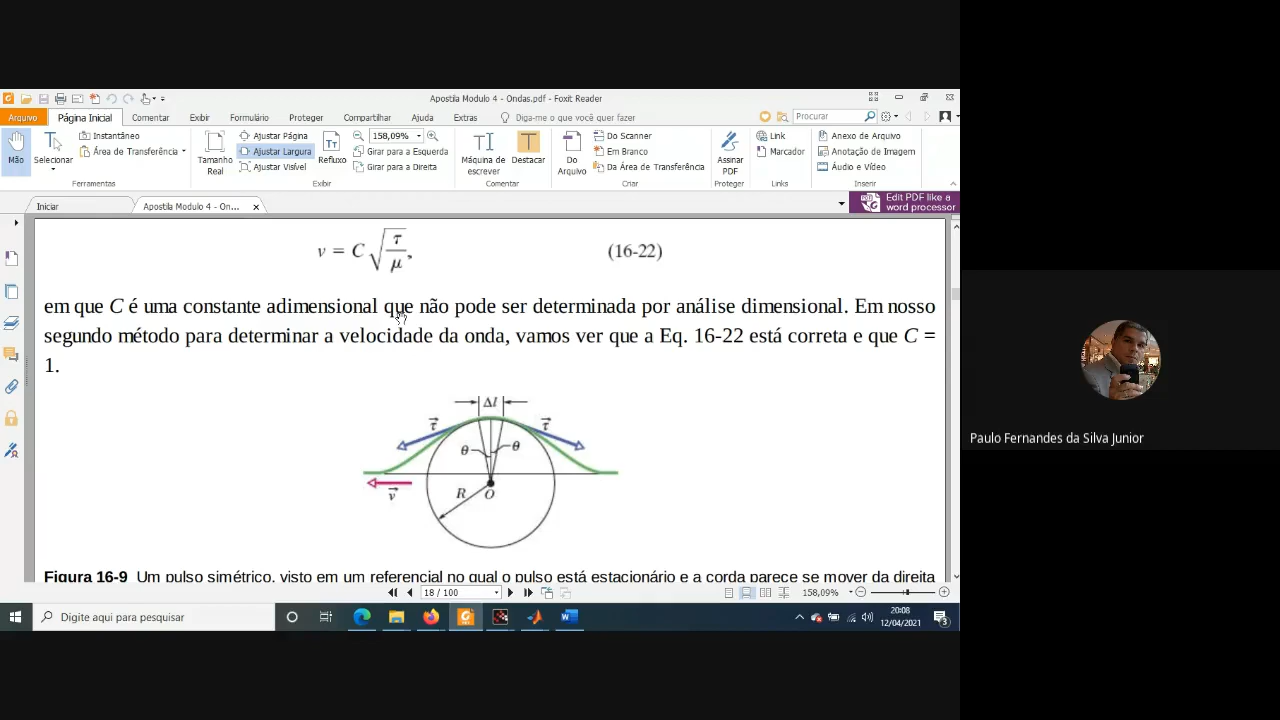 Apostila Modulo 4 - Ondas.pdf - Foxit Reader
Arquivo Página Inicial Comentar Exibir Formulário Proteger Compartilhar Ajuda Extras Diga-me o que você quer fazer Procurar
Mão
Selecionar
Instantâneo
Área de Transferência
Ferramentas
Tamanho Real
Ajustar Página
Ajustar Largura
Ajustar Visível
Refluxo
158,09%
Girar para a Esquerda
Girar para a Direita
Exibir
Máquina de escrever
Destacar
Comentar
Do Arquivo
Do Scanner
Em Branco
Da Área de Transferência
Criar
Assinar PDF
Proteger
Link
Marcador
Links
Anexo de Arquivo
Anotação de Imagem
Áudio e Vídeo
Inserir
Iniciar
Apostila Modulo 4 - On...
Edit PDF like a
word processor
v = C √(τ/μ), (16-22)
em que C é uma constante adimensional que não pode ser determinada por análise dimensional. Em nosso
segundo método para determinar a velocidade da onda, vamos ver que a Eq. 16-22 está correta e que C =
1.
Δl
τ τ
θ θ
v R O
Figura 16-9 Um pulso simétrico, visto em um referencial no qual o pulso está estacionário e a corda parece se mover da direita
18 / 100
158,09%
Digite aqui para pesquisar
20:08
12/04/2021
3
Paulo Fernandes da Silva Junior